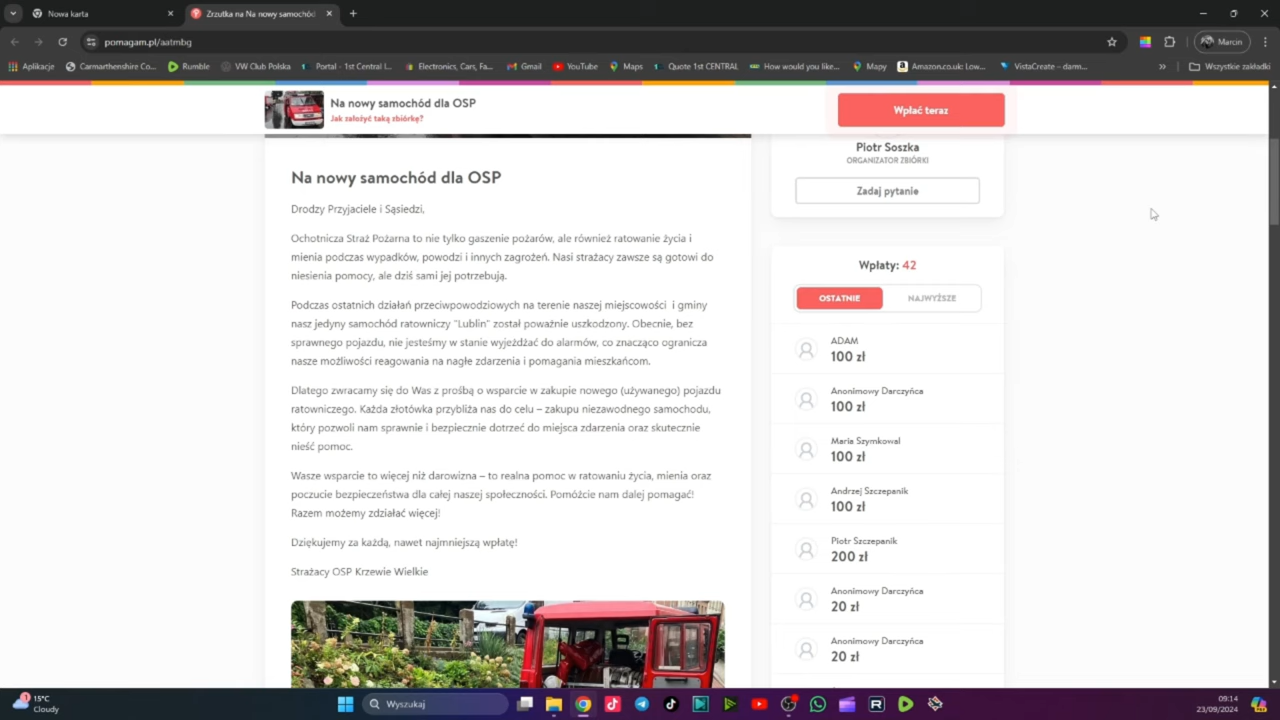 Nowa karta
Zrzutka na Na nowy samochód
pomagam.pl/aatmbg
Marcin
Aplikacje
Carmarthenshire Co...
Rumble
VW Club Polska
Portal - 1st Central I...
Electronics, Cars, Fa...
Gmail
YouTube
Maps
Quote 1st CENTRAL
How would you like...
Mapy
Amazon.co.uk: Low...
VistaCreate – darm...
»
Wszystkie zakładki
Na nowy samochód dla OSP
Jak założyć taką zbiórkę?
Wpłać teraz
Na nowy samochód dla OSP
Drodzy Przyjaciele i Sąsiedzi,
Ochotnicza Straż Pożarna to nie tylko gaszenie pożarów, ale również ratowanie życia i
mienia podczas wypadków, powodzi i innych zagrożeń. Nasi strażacy zawsze są gotowi do
niesienia pomocy, ale dziś sami jej potrzebują.
Podczas ostatnich działań przeciwpowodziowych na terenie naszej miejscowości i gminy
nasz jedyny samochód ratowniczy "Lublin" został poważnie uszkodzony. Obecnie, bez
sprawnego pojazdu, nie jesteśmy w stanie wyjeżdżać do alarmów, co znacząco ogranicza
nasze możliwości reagowania na nagłe zdarzenia i pomagania mieszkańcom.
Dlatego zwracamy się do Was z prośbą o wsparcie w zakupie nowego (używanego) pojazdu
ratowniczego. Każda złotówka przybliża nas do celu – zakupu niezawodnego samochodu,
który pozwoli nam sprawnie i bezpiecznie dotrzeć do miejsca zdarzenia oraz skutecznie
nieść pomoc.
Wasze wsparcie to więcej niż darowizna – to realna pomoc w ratowaniu życia, mienia oraz
poczucie bezpieczeństwa dla całej naszej społeczności. Pomóżcie nam dalej pomagać!
Razem możemy zdziałać więcej!
Dziękujemy za każdą, nawet najmniejszą wpłatę!
Strażacy OSP Krzewie Wielkie
Piotr Soszka
ORGANIZATOR ZBIÓRKI
Zadaj pytanie
Wpłaty: 42
OSTATNIE
NAJWYŻSZE
ADAM
100 zł
Anonimowy Darczyńca
100 zł
Maria Szymkowal
100 zł
Andrzej Szczepanik
100 zł
Piotr Szczepanik
200 zł
Anonimowy Darczyńca
20 zł
Anonimowy Darczyńca
20 zł
1
15°C
Cloudy
Wyszukaj
09:14
23/09/2024